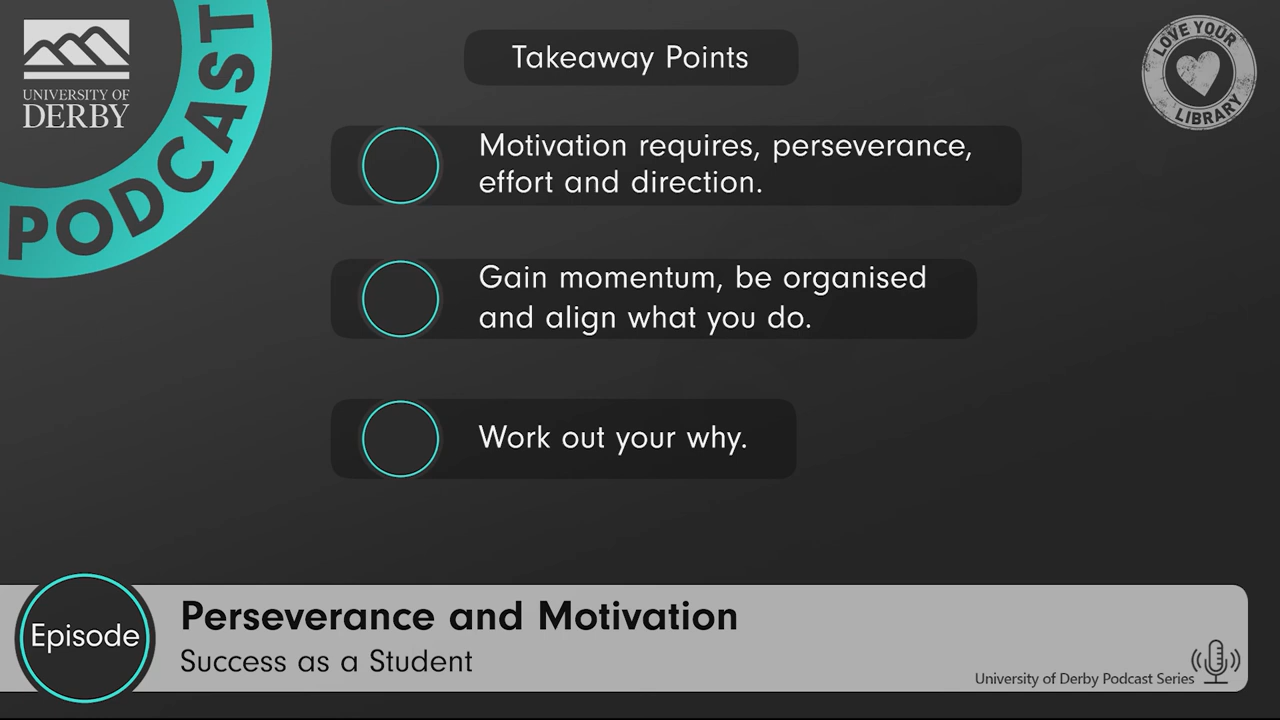 UNIVERSITY OF
DERBY
PODCAST
Takeaway Points
LOVE YOUR
LIBRARY
Motivation requires, perseverance,
effort and direction.
Gain momentum, be organised
and align what you do.
Work out your why.
Episode
Perseverance and Motivation
Success as a Student
University of Derby Podcast Series